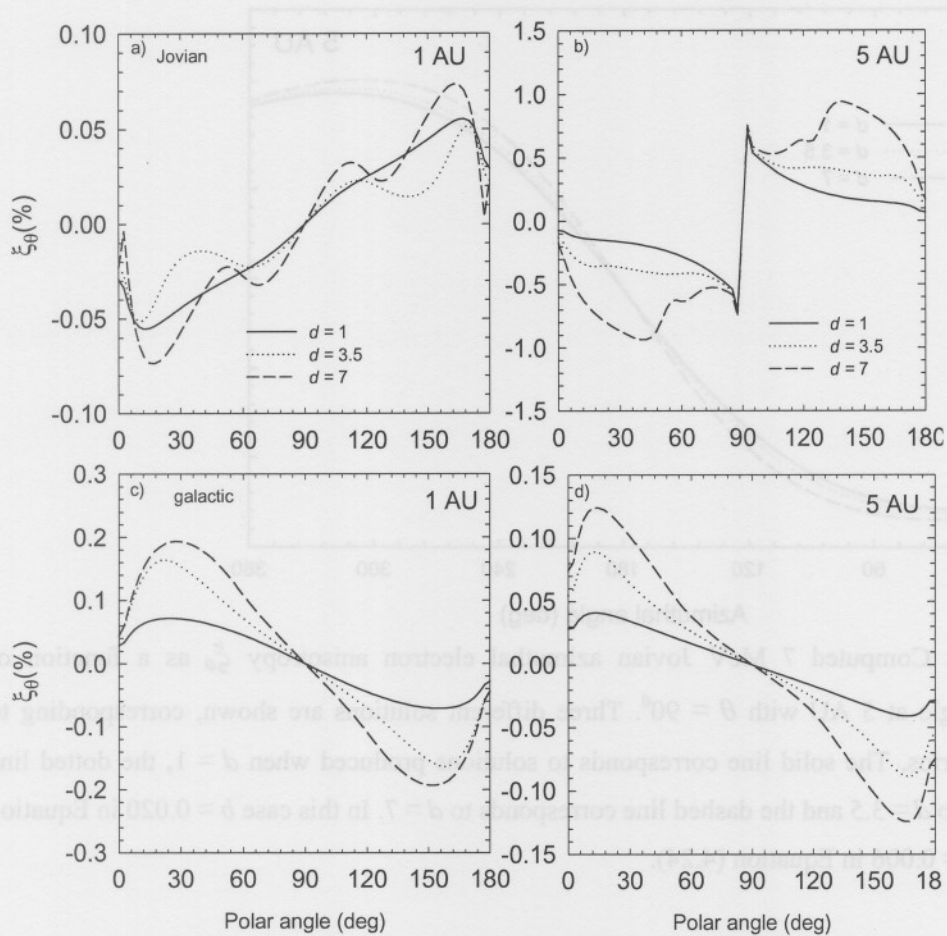 0.10
0.05
0.00
-0.05
-0.10
ξθ(%)
a) Jovian
1 AU
d = 1
d = 3.5
d = 7
0 30 60 90 120 150 180
1.5
1.0
0.5
0.0
-0.5
-1.0
-1.5
b)
5 AU
d = 1
d = 3.5
d = 7
0 30 60 90 120 150 180
0.3
0.2
0.1
0.0
-0.1
-0.2
-0.3
ξθ(%)
c) galactic
1 AU
0 30 60 90 120 150 180
Polar angle (deg)
0.15
0.10
0.05
0.00
-0.05
-0.10
-0.15
d)
5 AU
0 30 60 90 120 150 180
Polar angle (deg)